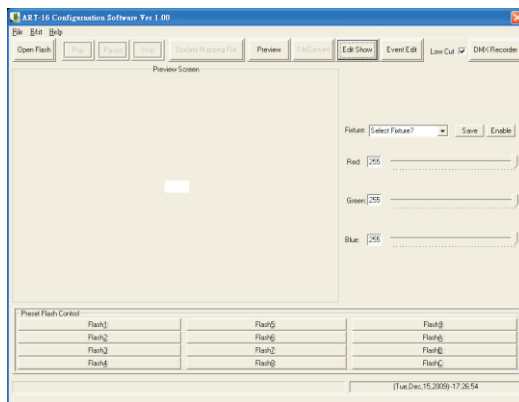 ART-16 Configurnation Software Ver 1.00
File Edit Help
Open Flash Play Pause Stop Update Mapping File Preview FileConvert Edit Show Event Edit Low Cut DMX Recorder
Preview Screen
Fixture: Select Fixture? Save Enable
Red: 255
Green: 255
Blue: 255
Preset Flash Control
Flash1: Flash5: Flash9:
Flash2: Flash6: FlashA:
Flash3: Flash7: FlashB:
Flash4: Flash8: FlashC:
(Tue,Dec,15,2009)-17:26:54